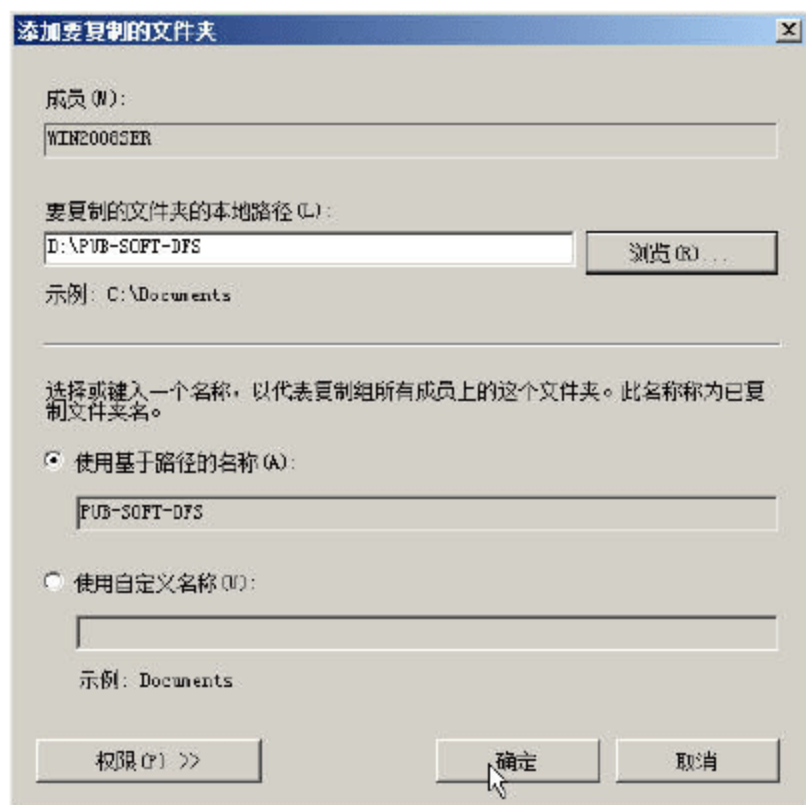 添加要复制的文件夹
成员(M):
WIN2008SER
要复制的文件夹的本地路径(L):
D:\PUB-SOFT-DFS
浏览(R)...
示例: C:\Documents
选择或键入一个名称，以代表复制组所有成员上的这个文件夹。此名称称为已复
制文件夹名。
使用基于路径的名称(A):
PUB-SOFT-DFS
使用自定义名称(U):
示例: Documents
权限(P) >>
确定
取消